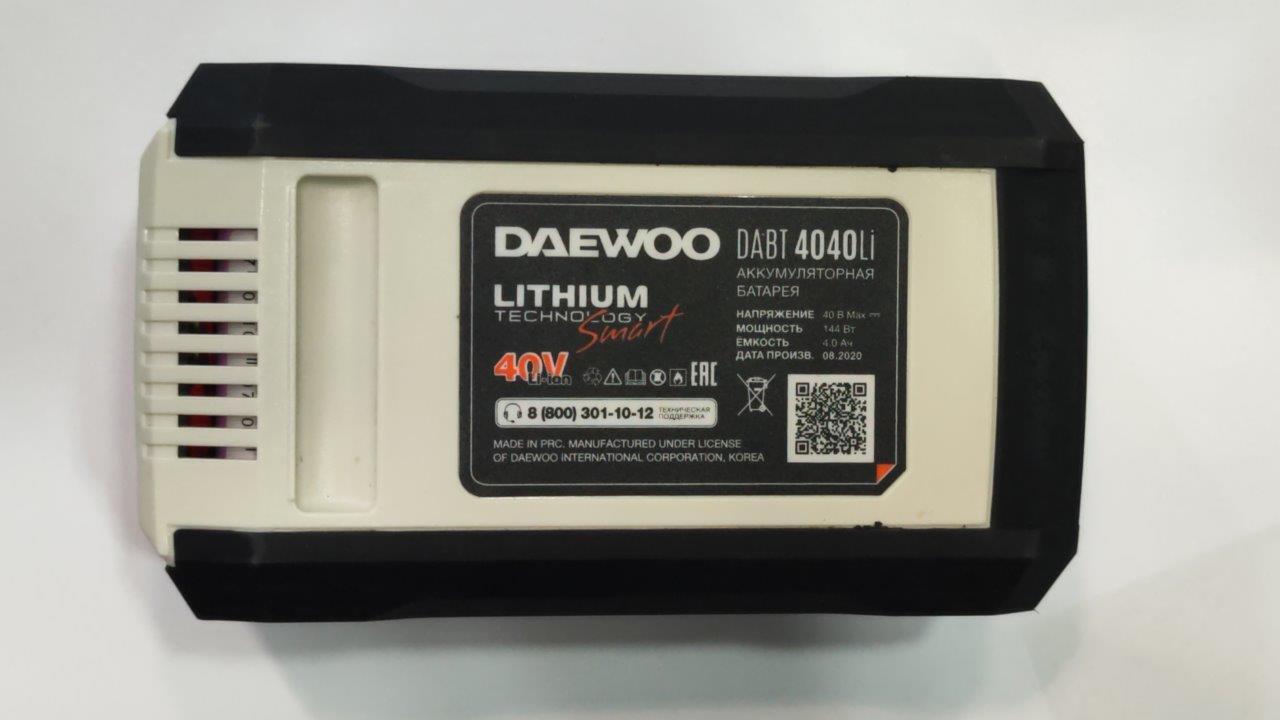 DAEWOO
DABT 4040Li
АККУМУЛЯТОРНАЯ
БАТАРЕЯ
LITHIUM
TECHNOLOGY
Smart
НАПРЯЖЕНИЕ 40 В Max
МОЩНОСТЬ 144 Вт
ЁМКОСТЬ 4.0 Ач
ДАТА ПРОИЗВ. 08.2020
40V
Li-ion
EAC
8 (800) 301-10-12 ТЕХНИЧЕСКАЯ
ПОДДЕРЖКА
MADE IN PRC. MANUFACTURED UNDER LICENSE
OF DAEWOO INTERNATIONAL CORPORATION, KOREA